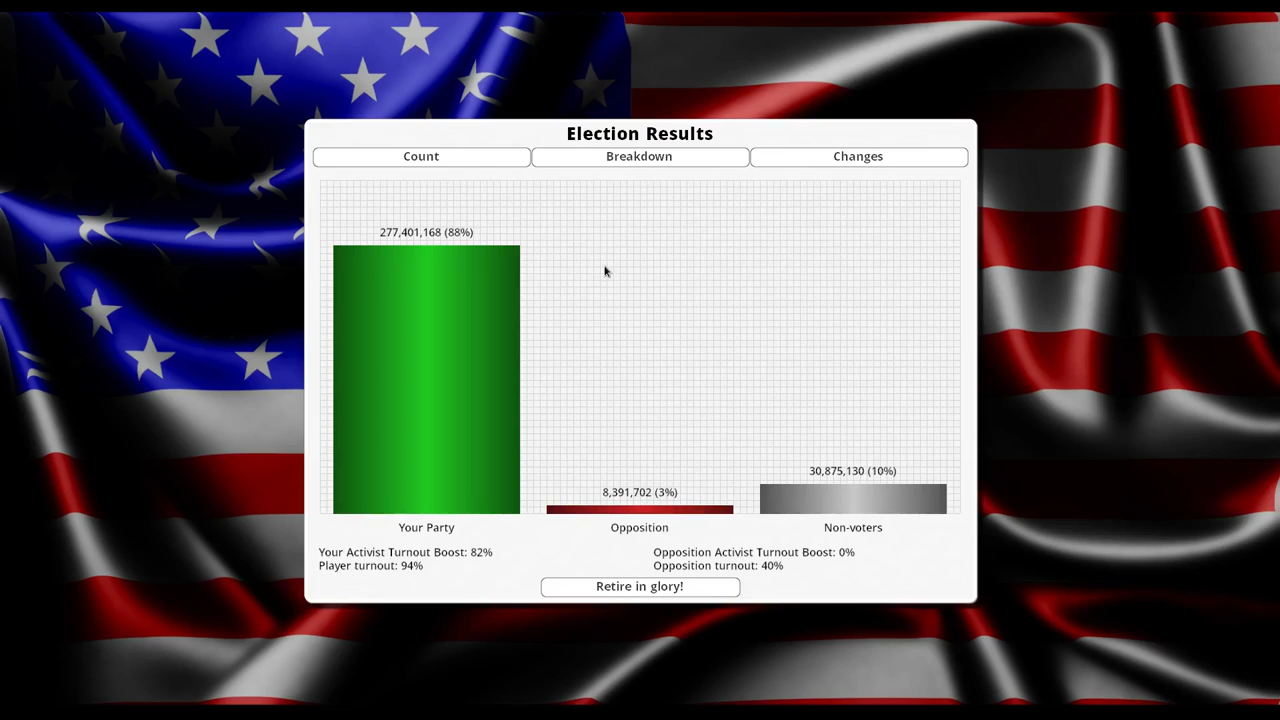 Election Results
Count
Breakdown
Changes
277,401,168 (88%)
30,875,130 (10%)
8,391,702 (3%)
Your Party
Opposition
Non-voters
Your Activist Turnout Boost: 82%
Player turnout: 94%
Opposition Activist Turnout Boost: 0%
Opposition turnout: 40%
Retire in glory!